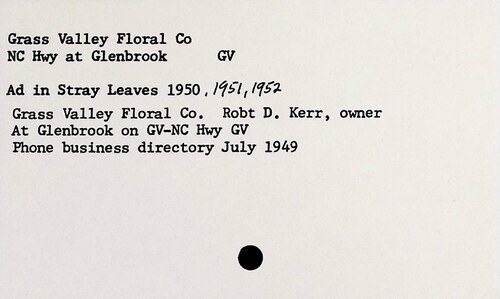 Grass Valley Floral Co
NC Hwy at Glenbrook GV
Ad in Stray Leaves 1950, 1951, 1952
Grass Valley Floral Co. Robt D. Kerr, owner
At Glenbrook on GV-NC Hwy GV
Phone business directory July 1949